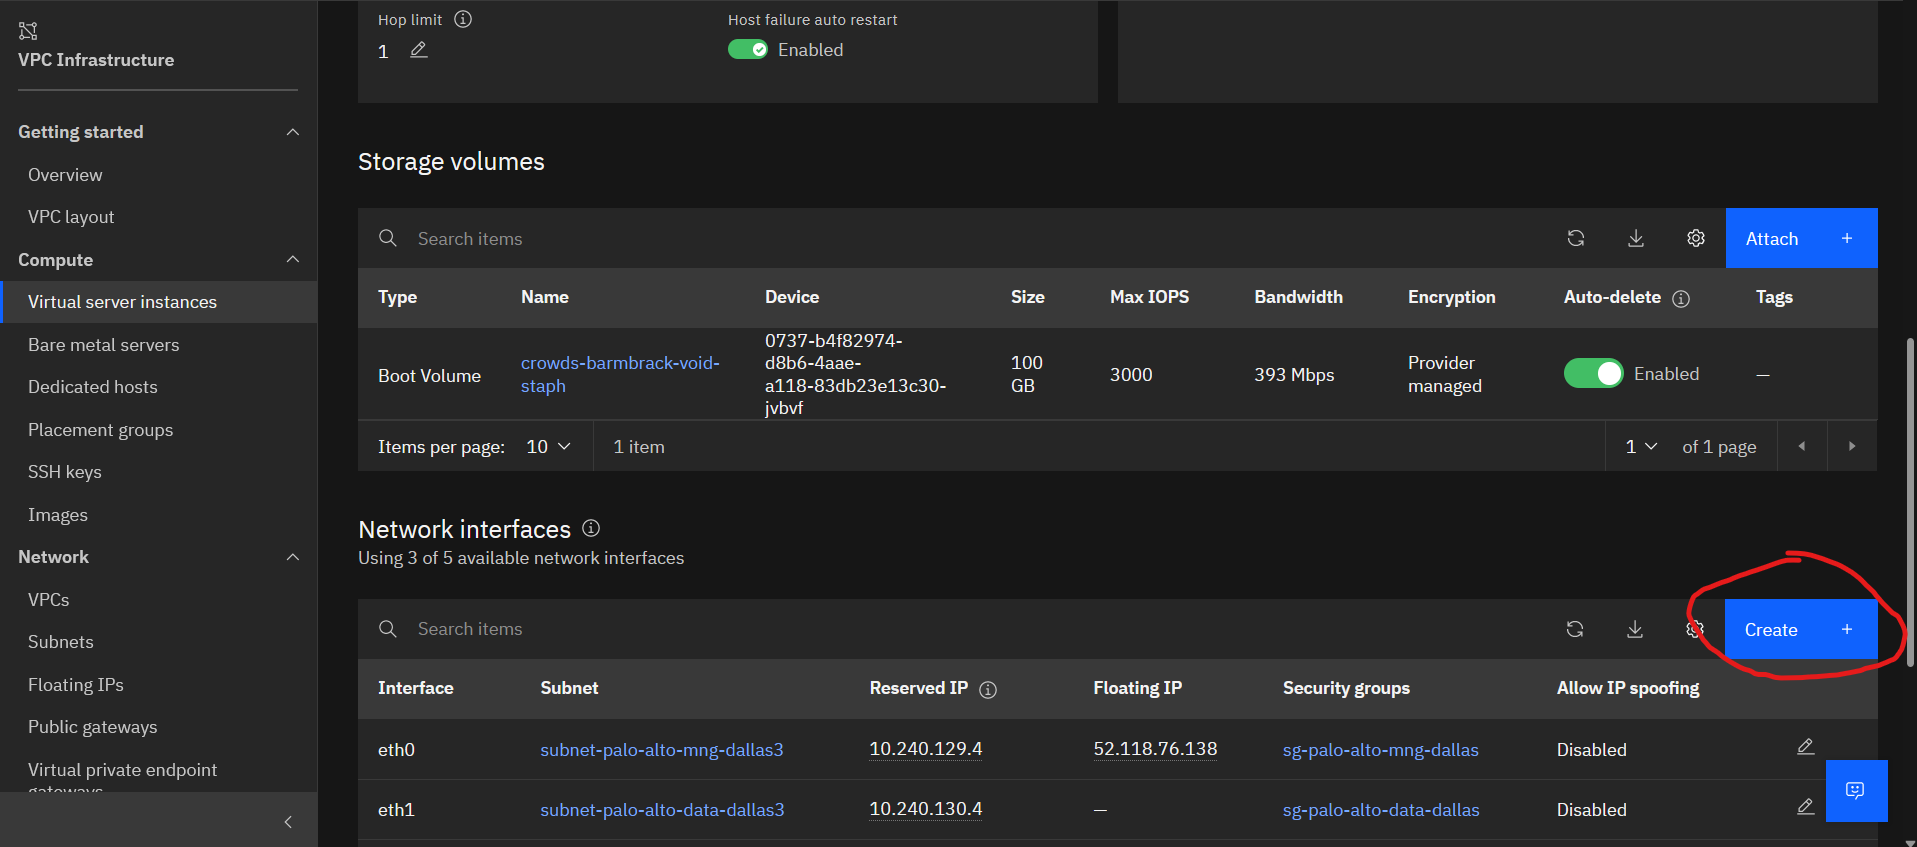 VPC Infrastructure
Getting started
Overview
VPC layout
Compute
Virtual server instances
Bare metal servers
Dedicated hosts
Placement groups
SSH keys
Images
Network
VPCs
Subnets
Floating IPs
Public gateways
Virtual private endpoint
gateways
Hop limit
1
Host failure auto restart
Enabled
Storage volumes
Search items
Attach +
Type Name Device Size Max IOPS Bandwidth Encryption Auto-delete Tags
Boot Volume
crowds-barmbrack-void-
staph
0737-b4f82974-
d8b6-4aae-
a118-83db23e13c30-
jvbvf
100
GB
3000
393 Mbps
Provider
managed
Enabled
–
Items per page: 10 1 item 1 of 1 page
Network interfaces
Using 3 of 5 available network interfaces
Search items
Create +
Interface Subnet Reserved IP Floating IP Security groups Allow IP spoofing
eth0 subnet-palo-alto-mng-dallas3 10.240.129.4 52.118.76.138 sg-palo-alto-mng-dallas Disabled
eth1 subnet-palo-alto-data-dallas3 10.240.130.4 – sg-palo-alto-data-dallas Disabled